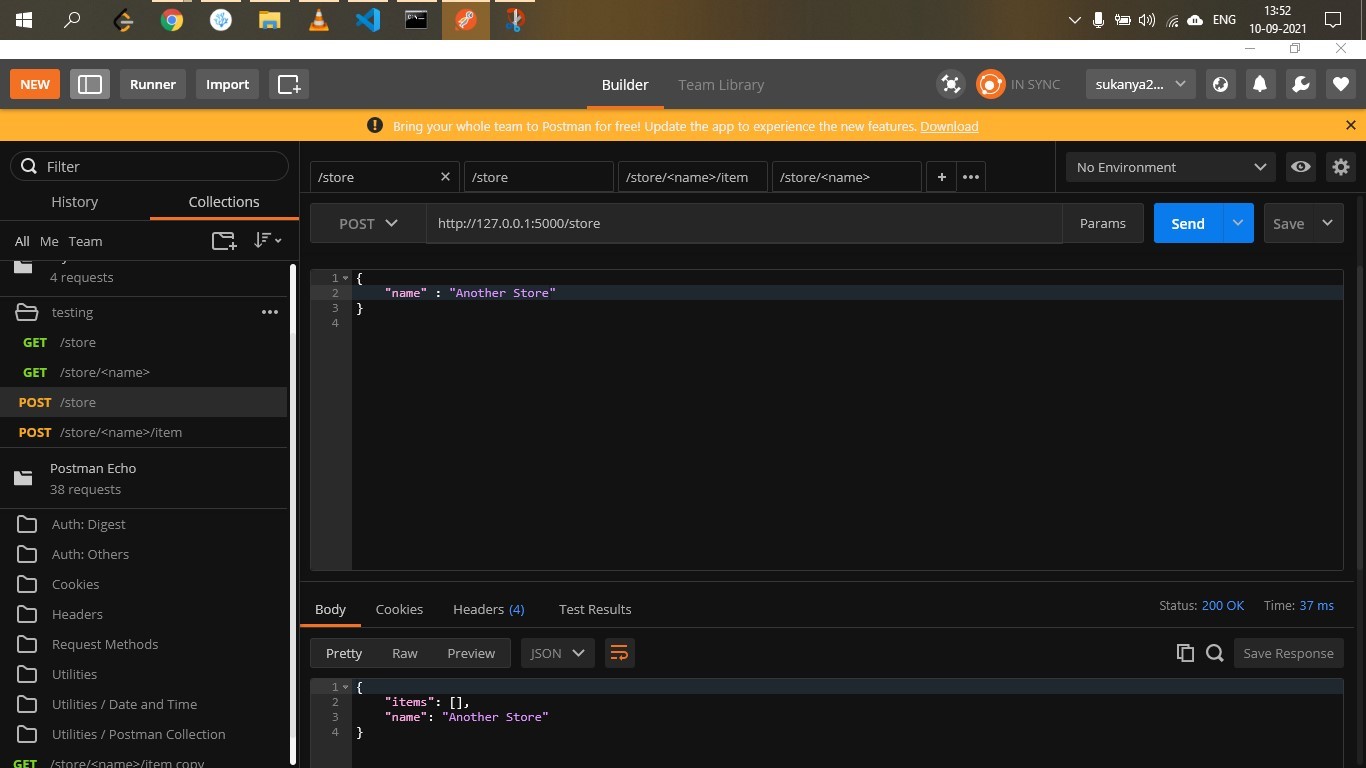 ENG
13:52
10-09-2021
NEW
Runner
Import
Builder
Team Library
IN SYNC
sukanya2...
Bring your whole team to Postman for free! Update the app to experience the new features. Download
Filter
History
Collections
All Me Team
4 requests
testing
GET /store
GET /store/<name>
POST /store
POST /store/<name>/item
Postman Echo
38 requests
Auth: Digest
Auth: Others
Cookies
Headers
Request Methods
Utilities
Utilities / Date and Time
Utilities / Postman Collection
GET /store/<name>/item copy
/store
/store
/store/<name>/item
/store/<name>
+
No Environment
POST
http://127.0.0.1:5000/store
Params
Send
Save
1 {
2 "name" : "Another Store"
3 }
4
Body
Cookies
Headers (4)
Test Results
Status: 200 OK
Time: 37 ms
Pretty
Raw
Preview
JSON
Save Response
1 {
2 "items": [],
3 "name": "Another Store"
4 }